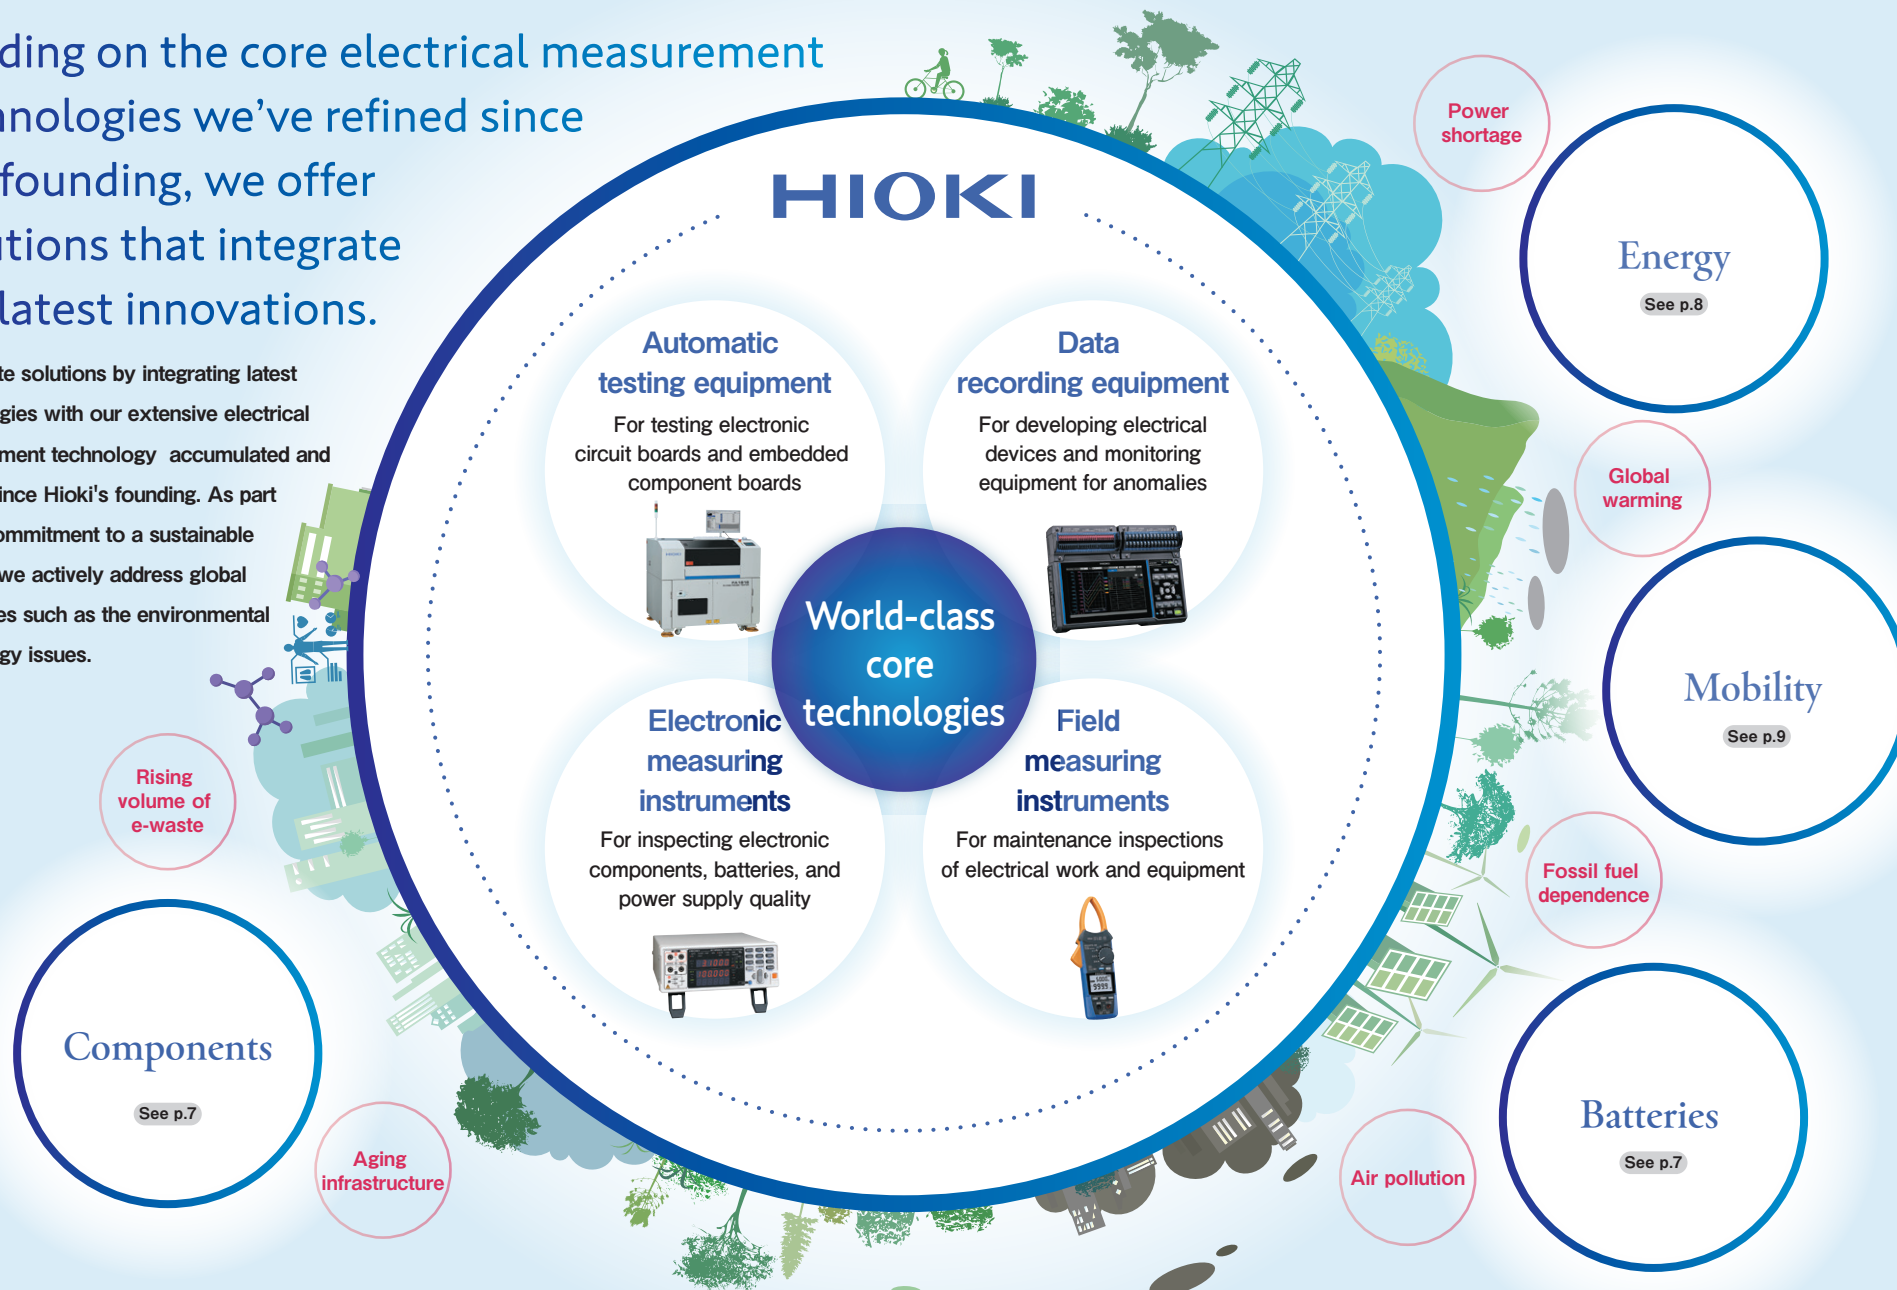 ding on the core electrical measurement
hnologies we've refined since
founding, we offer
utions that integrate
latest innovations.
te solutions by integrating latest
gies with our extensive electrical
ment technology accumulated and
ince Hioki's founding. As part
ommitment to a sustainable
we actively address global
es such as the environmental
gy issues.
HIOKI
Automatic
testing equipment
For testing electronic
circuit boards and embedded
component boards
Data
recording equipment
For developing electrical
devices and monitoring
equipment for anomalies
World-class
core
technologies
Electronic
measuring
instruments
For inspecting electronic
components, batteries, and
power supply quality
Field
measuring
instruments
For maintenance inspections
of electrical work and equipment
Power
shortage
Energy
See p.8
Global
warming
Mobility
See p.9
Fossil fuel
dependence
Batteries
See p.7
Air pollution
Rising
volume of
e-waste
Components
See p.7
Aging
infrastructure